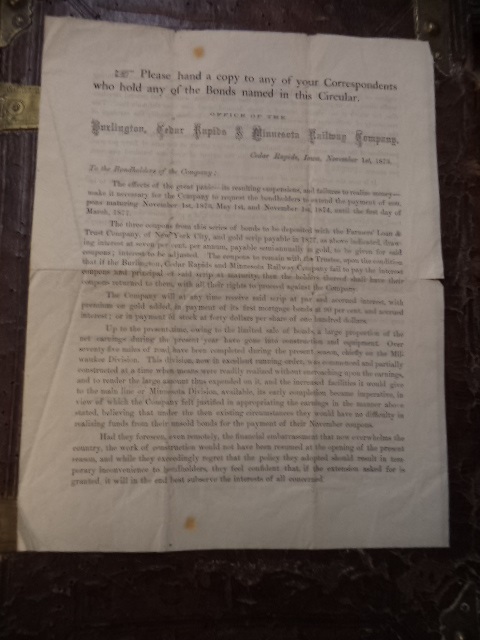 Please hand a copy to any of your Correspondents
who hold any of the Bonds named in this Circular.
OFFICE OF THE
Burlington, Cedar Rapids & Minnesota Railway Company,
Cedar Rapids, Iowa, November 1st, 1873.
To the Bondholders of the Company:
The effects of the great panic—its resulting suspensions, and failures to realize money—
make it necessary for the Company to request the bondholders to extend the payment of cou-
pons maturing November 1st, 1873, May 1st, and November 1st, 1874, until the first day of
March, 1877.
The three coupons from this series of bonds to be deposited with the Farmers' Loan &
Trust Company, of New York City, and gold scrip payable in 1877, as above indicated, draw-
ing interest at seven per cent. per annum, payable semi-annually in gold, to be given for said
coupons; interest to be adjusted. The coupons to remain with the Trustee, upon the condition
that if the Burlington, Cedar Rapids and Minnesota Railway Company fail to pay the interest
coupons and principal of said scrip at maturity, then the holders thereof shall have their
coupons returned to them, with all their rights to proceed against the Company.
The Company will at any time receive said scrip at par and accrued interest, with
premium on gold added, in payment of its first mortgage bonds at 90 per cent. and accrued
interest; or in payment of stock at forty dollars per share of one hundred dollars.
Up to the present time, owing to the limited sale of bonds, a large proportion of the
net earnings during the present year have gone into construction and equipment. Over
seventy-five miles of road have been completed during the present season, chiefly on the Mil-
waukee Division. This division, now in excellent running order, was commenced and partially
constructed at a time when means were readily realized without encroaching upon the earnings,
and to render the large amount thus expended on it, and the increased facilities it would give
to the main line or Minnesota Division, available, its early completion became imperative, in
view of which the Company felt justified in appropriating the earnings in the manner above
stated, believing that under the then existing circumstances they would have no difficulty in
realizing funds from their unsold bonds for the payment of their November coupons.
Had they foreseen, even remotely, the financial embarrassment that now overwhelms the
country, the work of construction would not have been resumed at the opening of the present
season, and while they exceedingly regret that the policy they adopted should result in tem-
porary inconvenience to bondholders, they feel confident that, if the extension asked for is
granted, it will in the end best subserve the interests of all concerned.